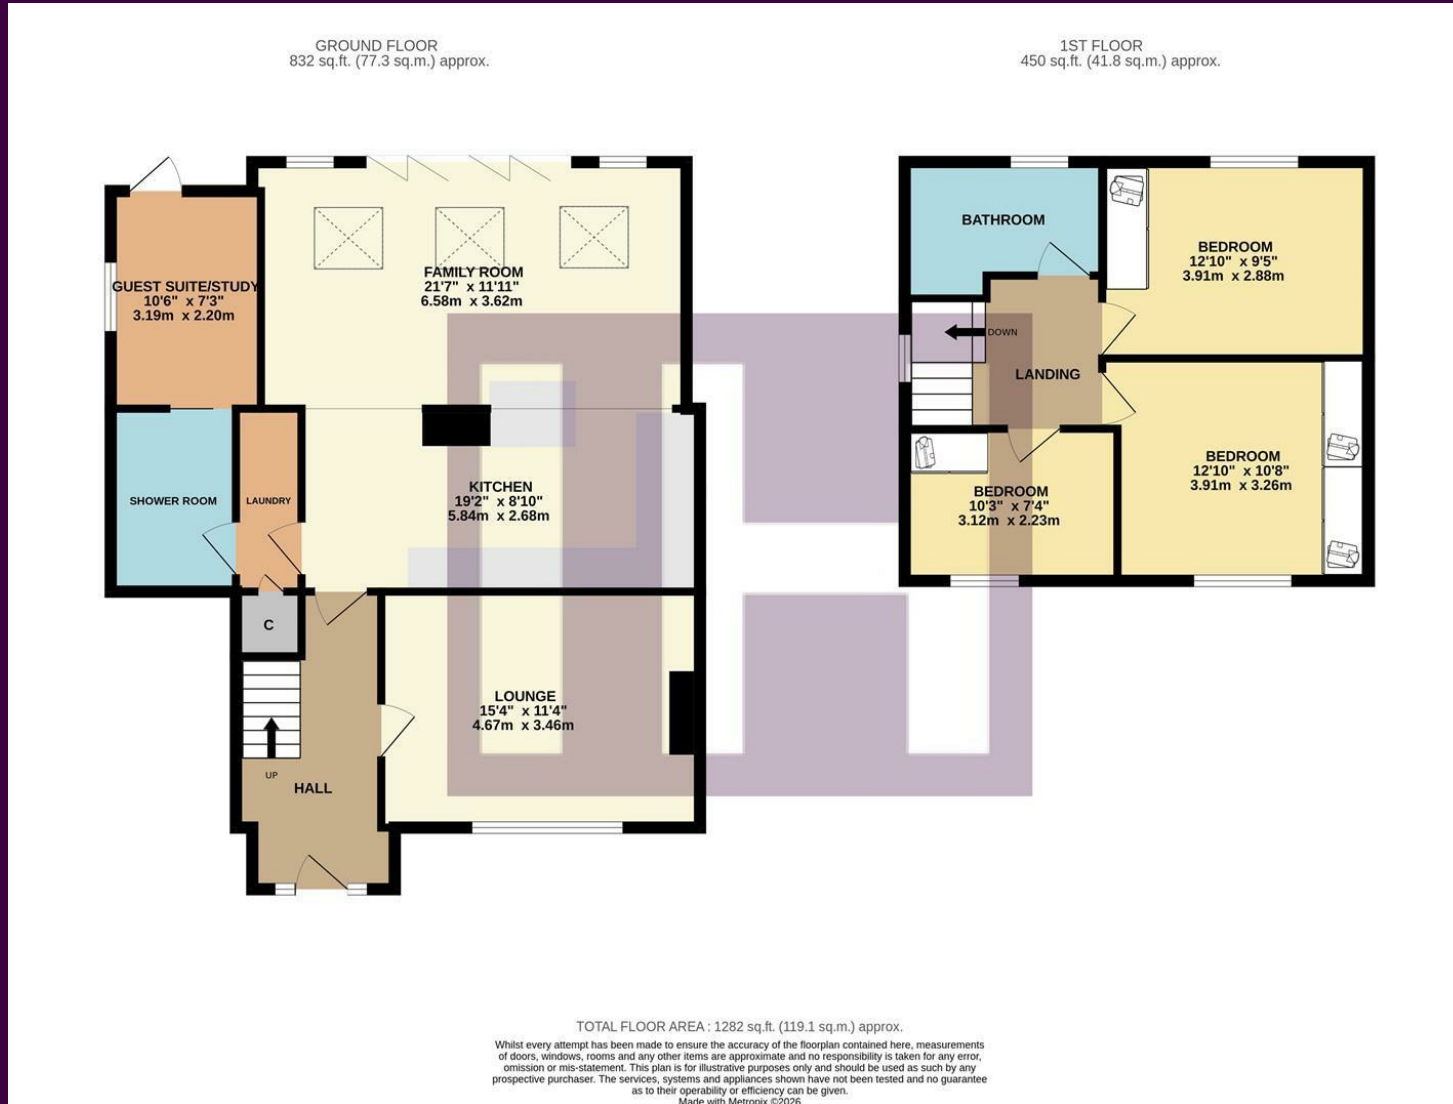 GROUND FLOOR
832 sq.ft. (77.3 sq.m.) approx.
1ST FLOOR
450 sq.ft. (41.8 sq.m.) approx.
GUEST SUITE/STUDY
10'6" x 7'3"
3.19m x 2.20m
FAMILY ROOM
21'7" x 11'11"
6.58m x 3.62m
SHOWER ROOM
LAUNDRY
KITCHEN
19'2" x 8'10"
5.84m x 2.68m
C
LOUNGE
15'4" x 11'4"
4.67m x 3.46m
UP
HALL
BATHROOM
BEDROOM
12'10" x 9'5"
3.91m x 2.88m
DOWN
LANDING
BEDROOM
12'10" x 10'8"
3.91m x 3.26m
BEDROOM
10'3" x 7'4"
3.12m x 2.23m
TOTAL FLOOR AREA : 1282 sq.ft. (119.1 sq.m.) approx.
Whilst every attempt has been made to ensure the accuracy of the floorplan contained here, measurements
of doors, windows, rooms and any other items are approximate and no responsibility is taken for any error,
omission or mis-statement. This plan is for illustrative purposes only and should be used as such by any
prospective purchaser. The services, systems and appliances shown have not been tested and no guarantee
as to their operability or efficiency can be given.
Made with Metropix ©2026